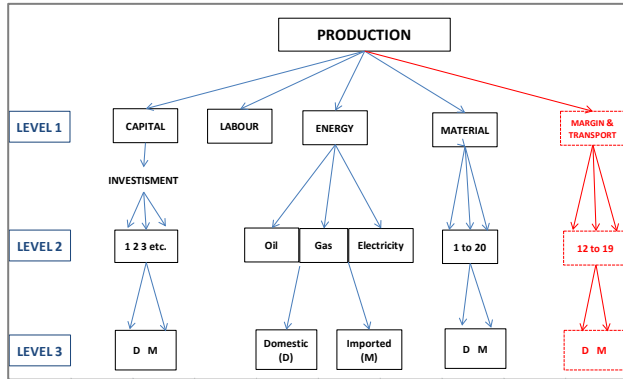 PRODUCTION
LEVEL 1
CAPITAL
LABOUR
ENERGY
MATERIAL
MARGIN &
TRANSPORT
INVESTISMENT
LEVEL 2
1 2 3 etc.
Oil
Gas
Electricity
1 to 20
12 to 19
LEVEL 3
D M
Domestic
(D)
Imported
(M)
D M
D M